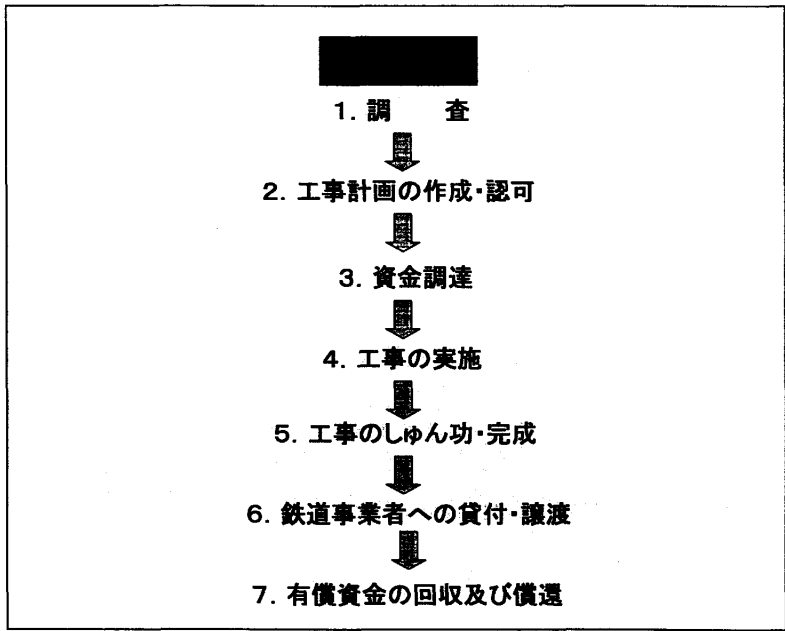 1. 調　　査
2. 工事計画の作成・認可
3. 資金調達
4. 工事の実施
5. 工事のしゅん功・完成
6. 鉄道事業者への貸付・譲渡
7. 有償資金の回収及び償還